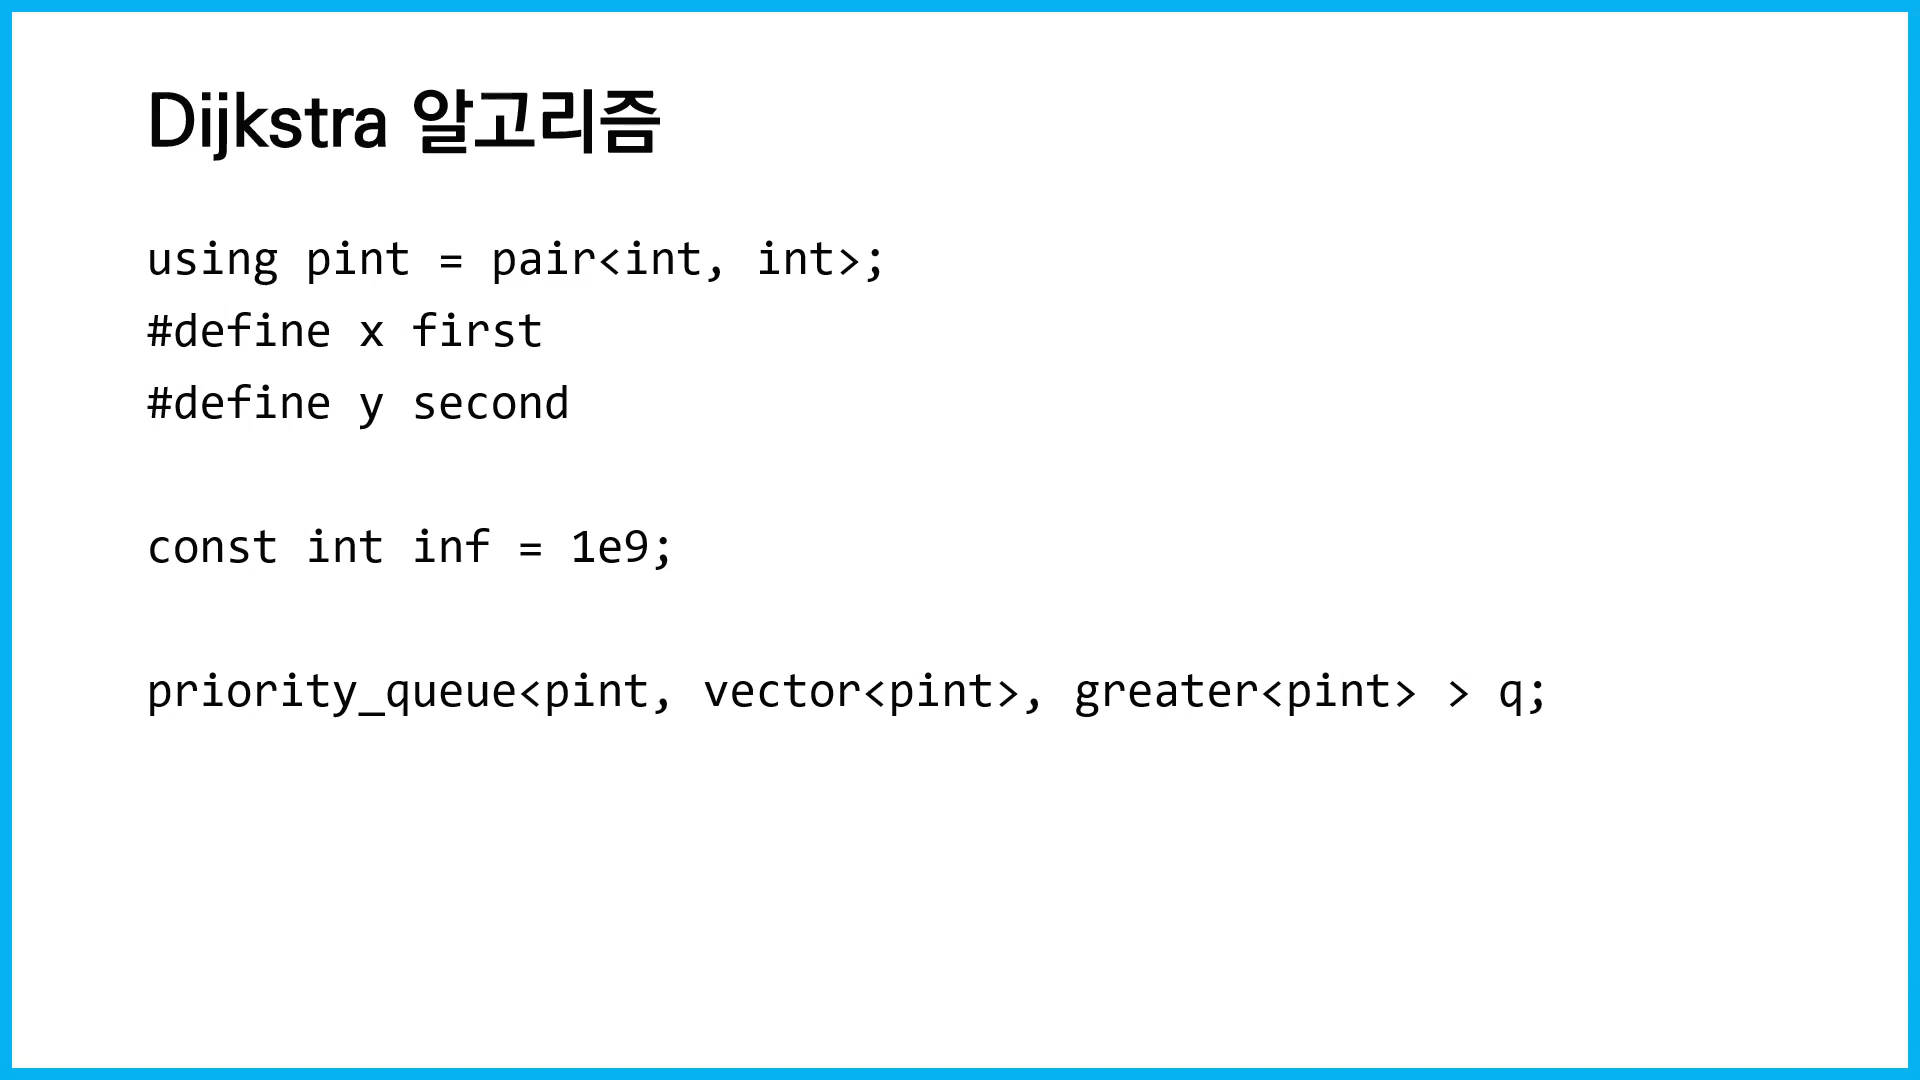 Dijkstra 알고리즘
using pint = pair<int, int>;
#define x first
#define y second
const int inf = 1e9;
priority_queue<pint, vector<pint>, greater<pint> > q;